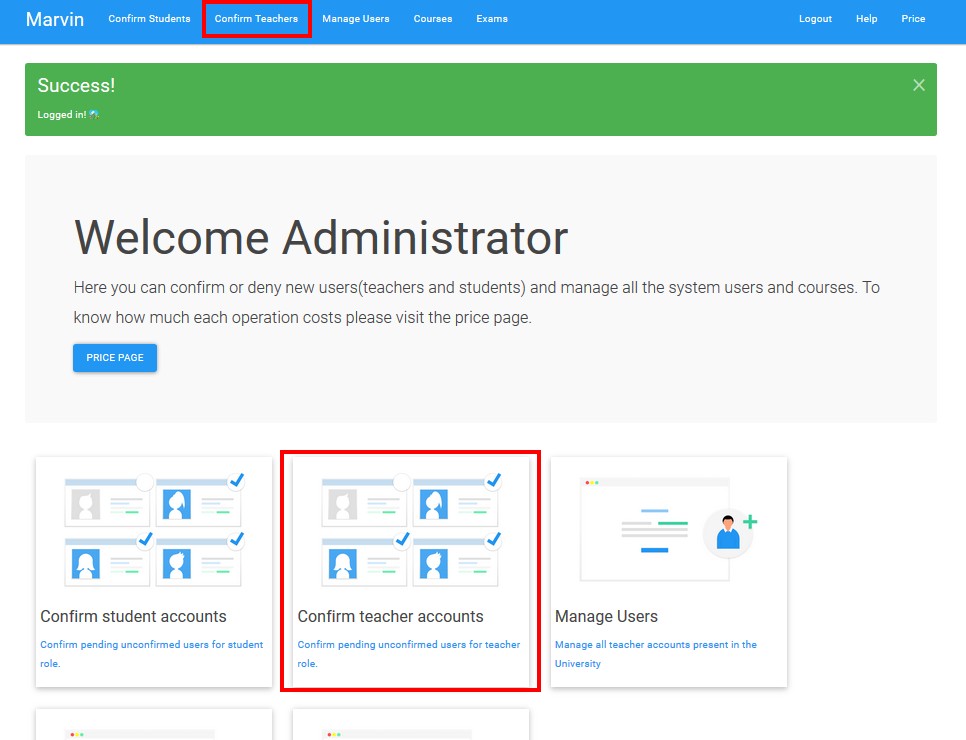 Marvin Confirm Students Confirm Teachers Manage Users Courses Exams Logout Help Price
Success!
Logged in!
Welcome Administrator
Here you can confirm or deny new users(teachers and students) and manage all the system users and courses. To
know how much each operation costs please visit the price page.
PRICE PAGE
Confirm student accounts
Confirm pending unconfirmed users for student
role.
Confirm teacher accounts
Confirm pending unconfirmed users for teacher
role.
Manage Users
Manage all teacher accounts present in the
University